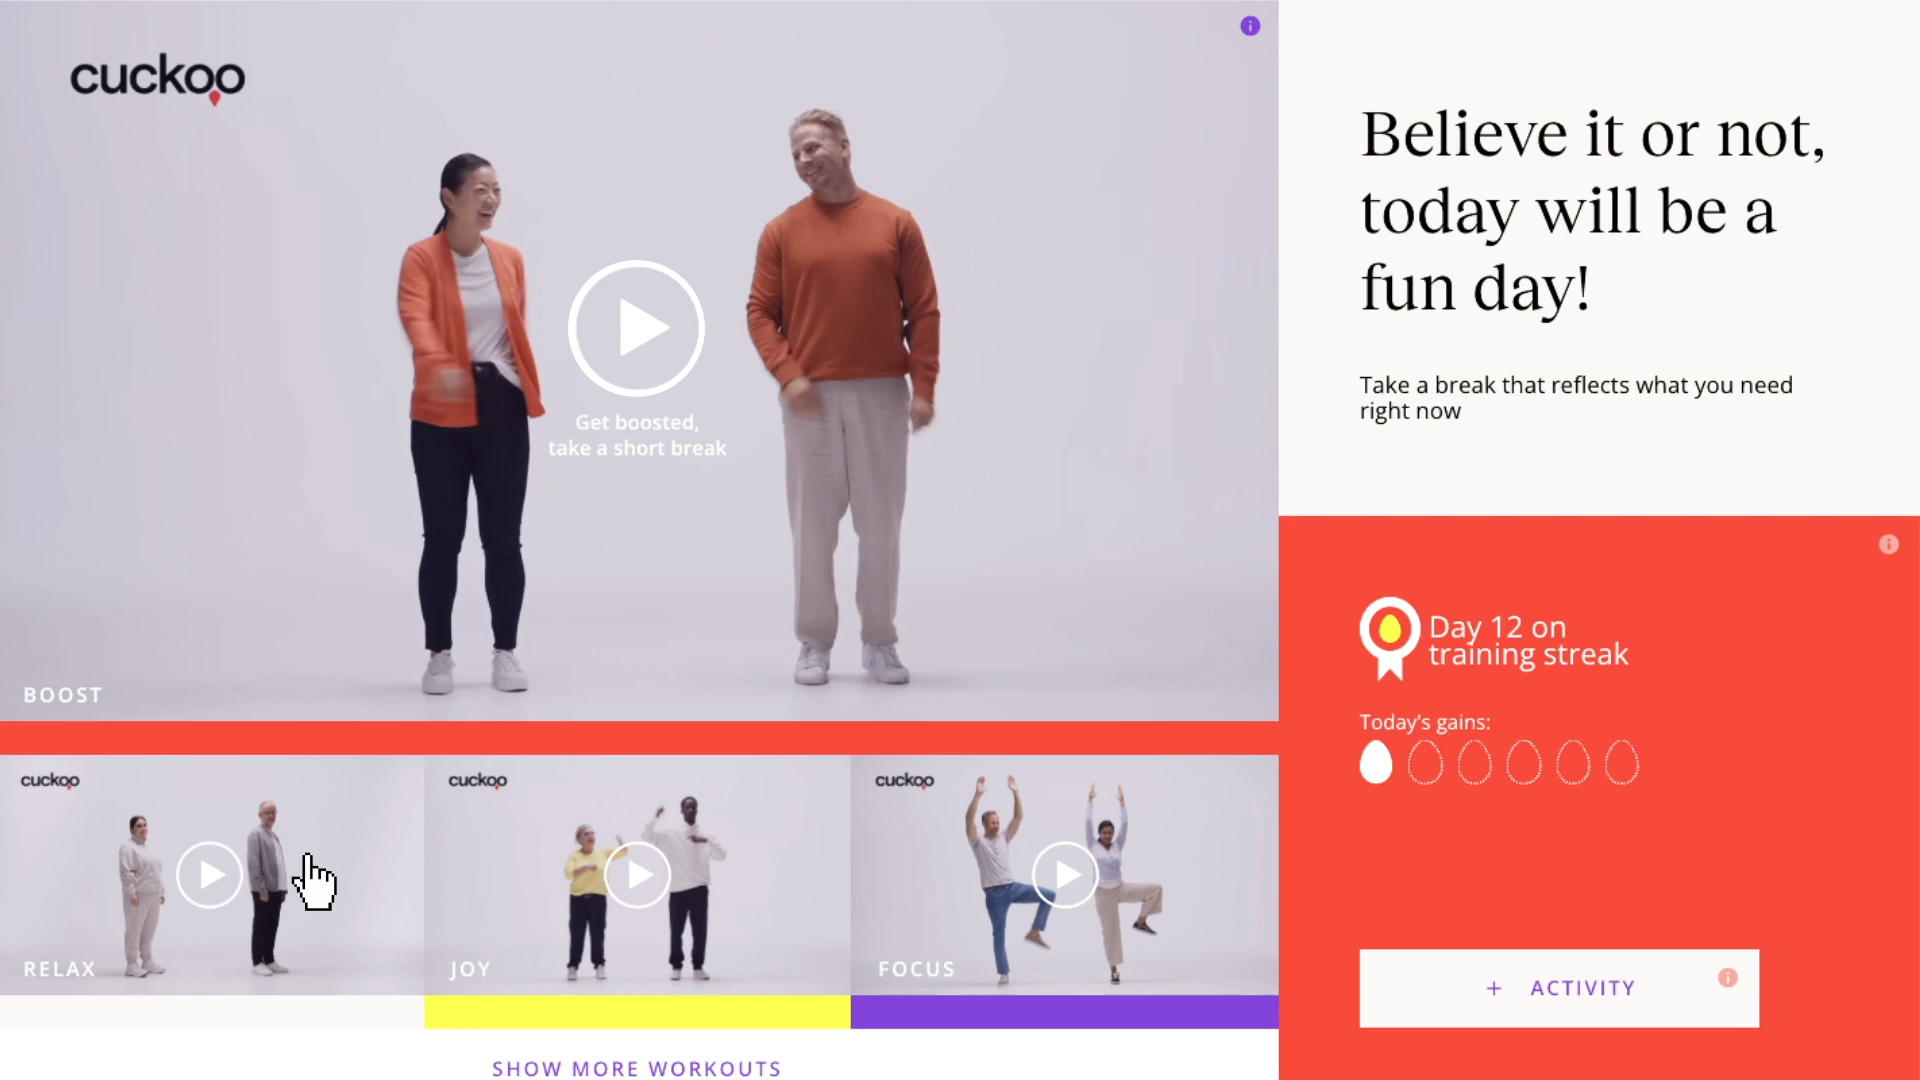 cuckoo
Get boosted,
take a short break
BOOST
cuckoo
RELAX
cuckoo
JOY
cuckoo
FOCUS
SHOW MORE WORKOUTS
Believe it or not,
today will be a
fun day!
Take a break that reflects what you need
right now
Day 12 on
training streak
Today's gains:
+ ACTIVITY